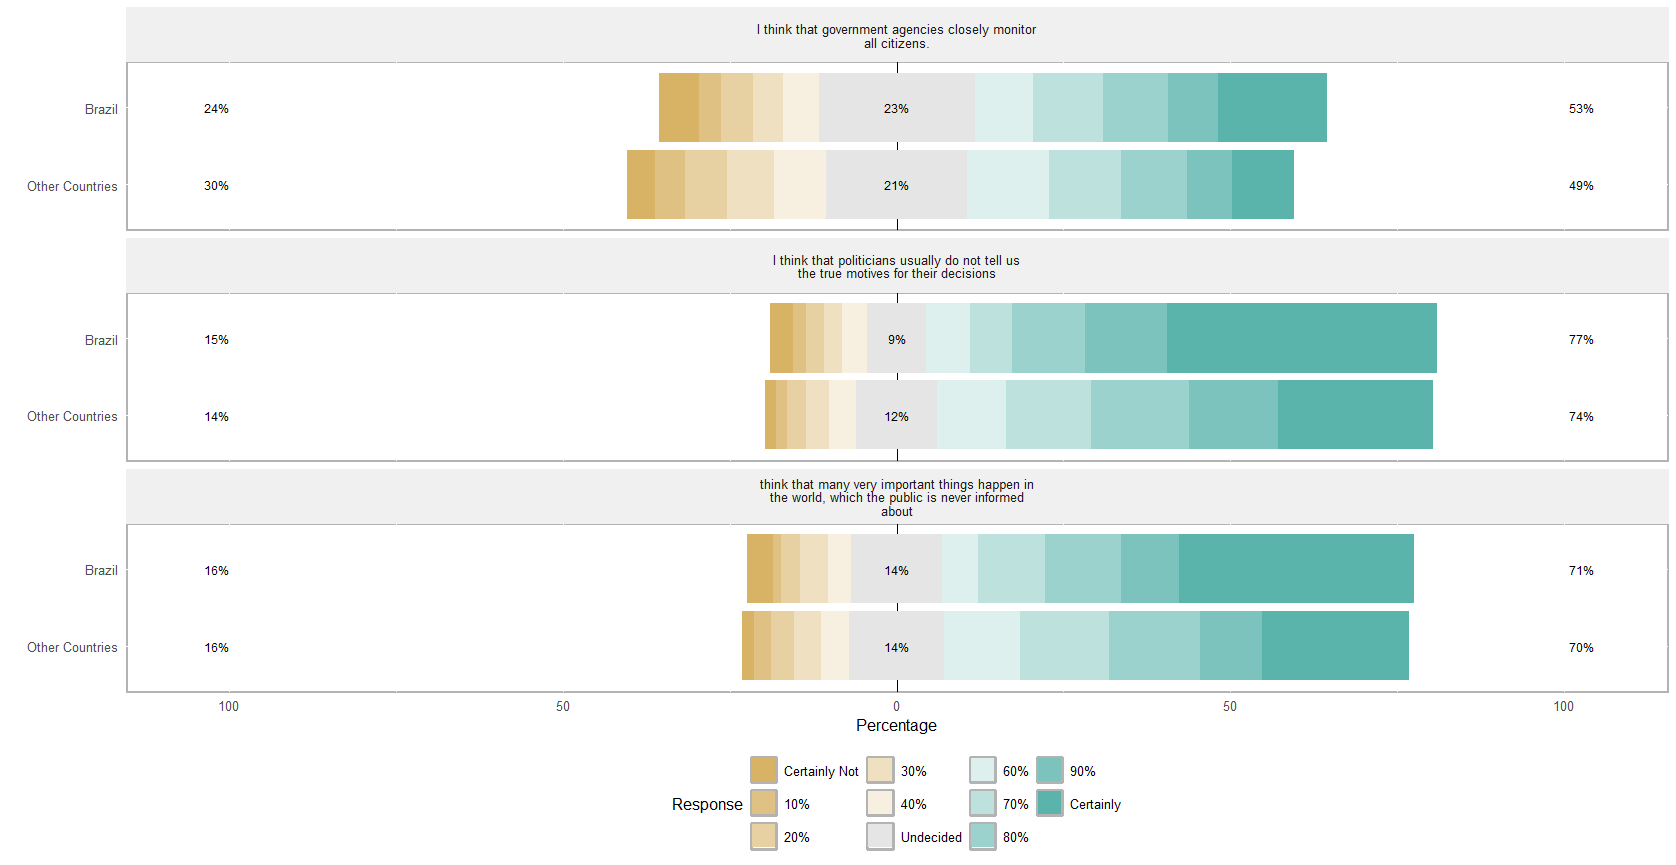 I think that government agencies closely monitor
all citizens.
Brazil
24%
23%
53%
Other Countries
30%
21%
49%
I think that politicians usually do not tell us
the true motives for their decisions
Brazil
15%
9%
77%
Other Countries
14%
12%
74%
think that many very important things happen in
the world, which the public is never informed
about
Brazil
16%
14%
71%
Other Countries
16%
14%
70%
100
50
0
50
100
Percentage
Response
Certainly Not
30%
60%
90%
10%
40%
70%
Certainly
20%
Undecided
80%